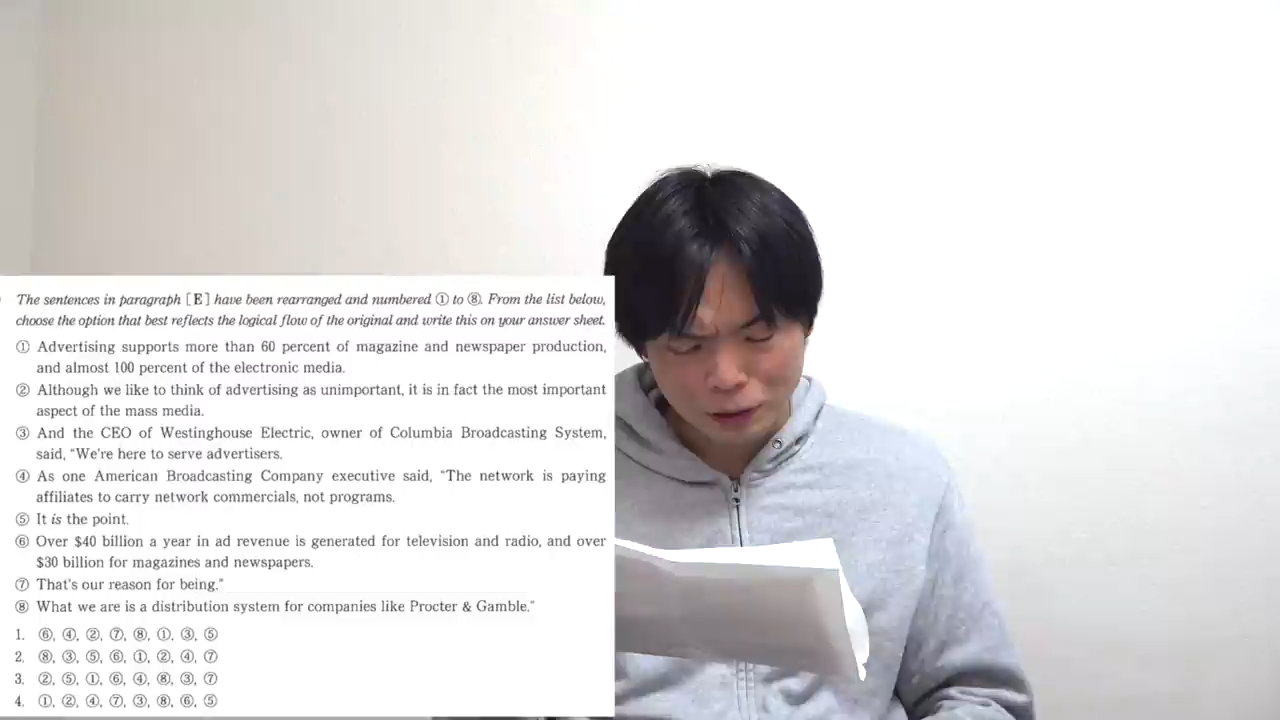 The sentences in paragraph [E] have been rearranged and numbered ① to ⑧. From the list below,
choose the option that best reflects the logical flow of the original and write this on your answer sheet.
① Advertising supports more than 60 percent of magazine and newspaper production,
and almost 100 percent of the electronic media.
② Although we like to think of advertising as unimportant, it is in fact the most important
aspect of the mass media.
③ And the CEO of Westinghouse Electric, owner of Columbia Broadcasting System,
said, "We're here to serve advertisers.
④ As one American Broadcasting Company executive said, "The network is paying
affiliates to carry network commercials, not programs.
⑤ It is the point.
⑥ Over $40 billion a year in ad revenue is generated for television and radio, and over
$30 billion for magazines and newspapers.
⑦ That's our reason for being."
⑧ What we are is a distribution system for companies like Procter & Gamble."
1. ⑥, ④, ②, ⑦, ⑧, ①, ③, ⑤
2. ⑧, ③, ⑤, ⑥, ①, ②, ④, ⑦
3. ②, ⑤, ①, ⑥, ④, ⑧, ③, ⑦
4. ①, ②, ④, ⑦, ③, ⑧, ⑥, ⑤